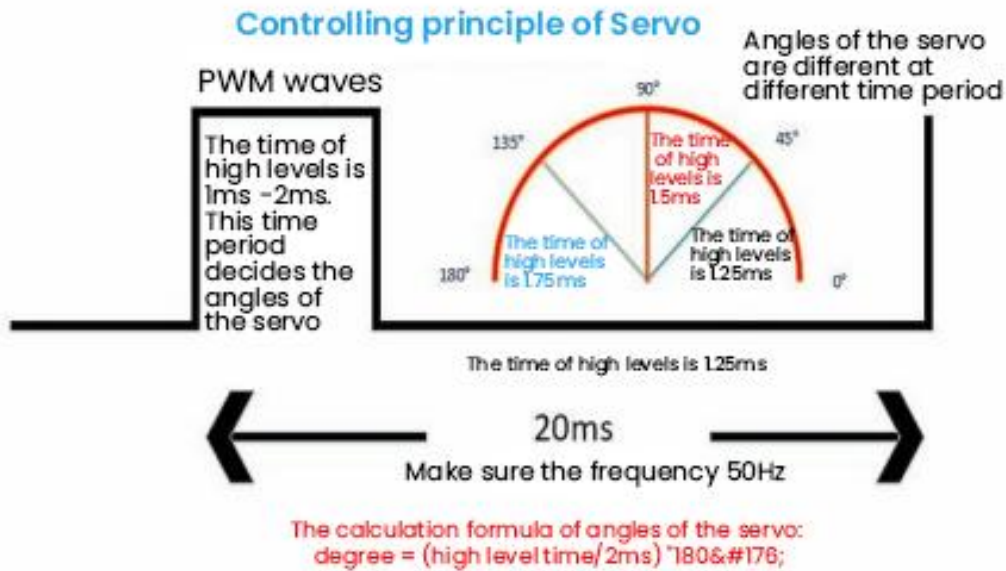 Controlling principle of Servo
Angles of the servo
are different at
different time period
PWM waves
The time of
high levels is
1ms -2ms.
This time
period
decides the
angles of
the servo
90°
135°
45°
The time
of high
levels is
1.5ms
The time of
high levels
is 1.75ms
The time of
high levels
is 1.25ms
180°
0°
The time of high levels is 1.25ms
20ms
Make sure the frequency 50Hz
The calculation formula of angles of the servo:
degree = (high level time/2ms) "180&#176;